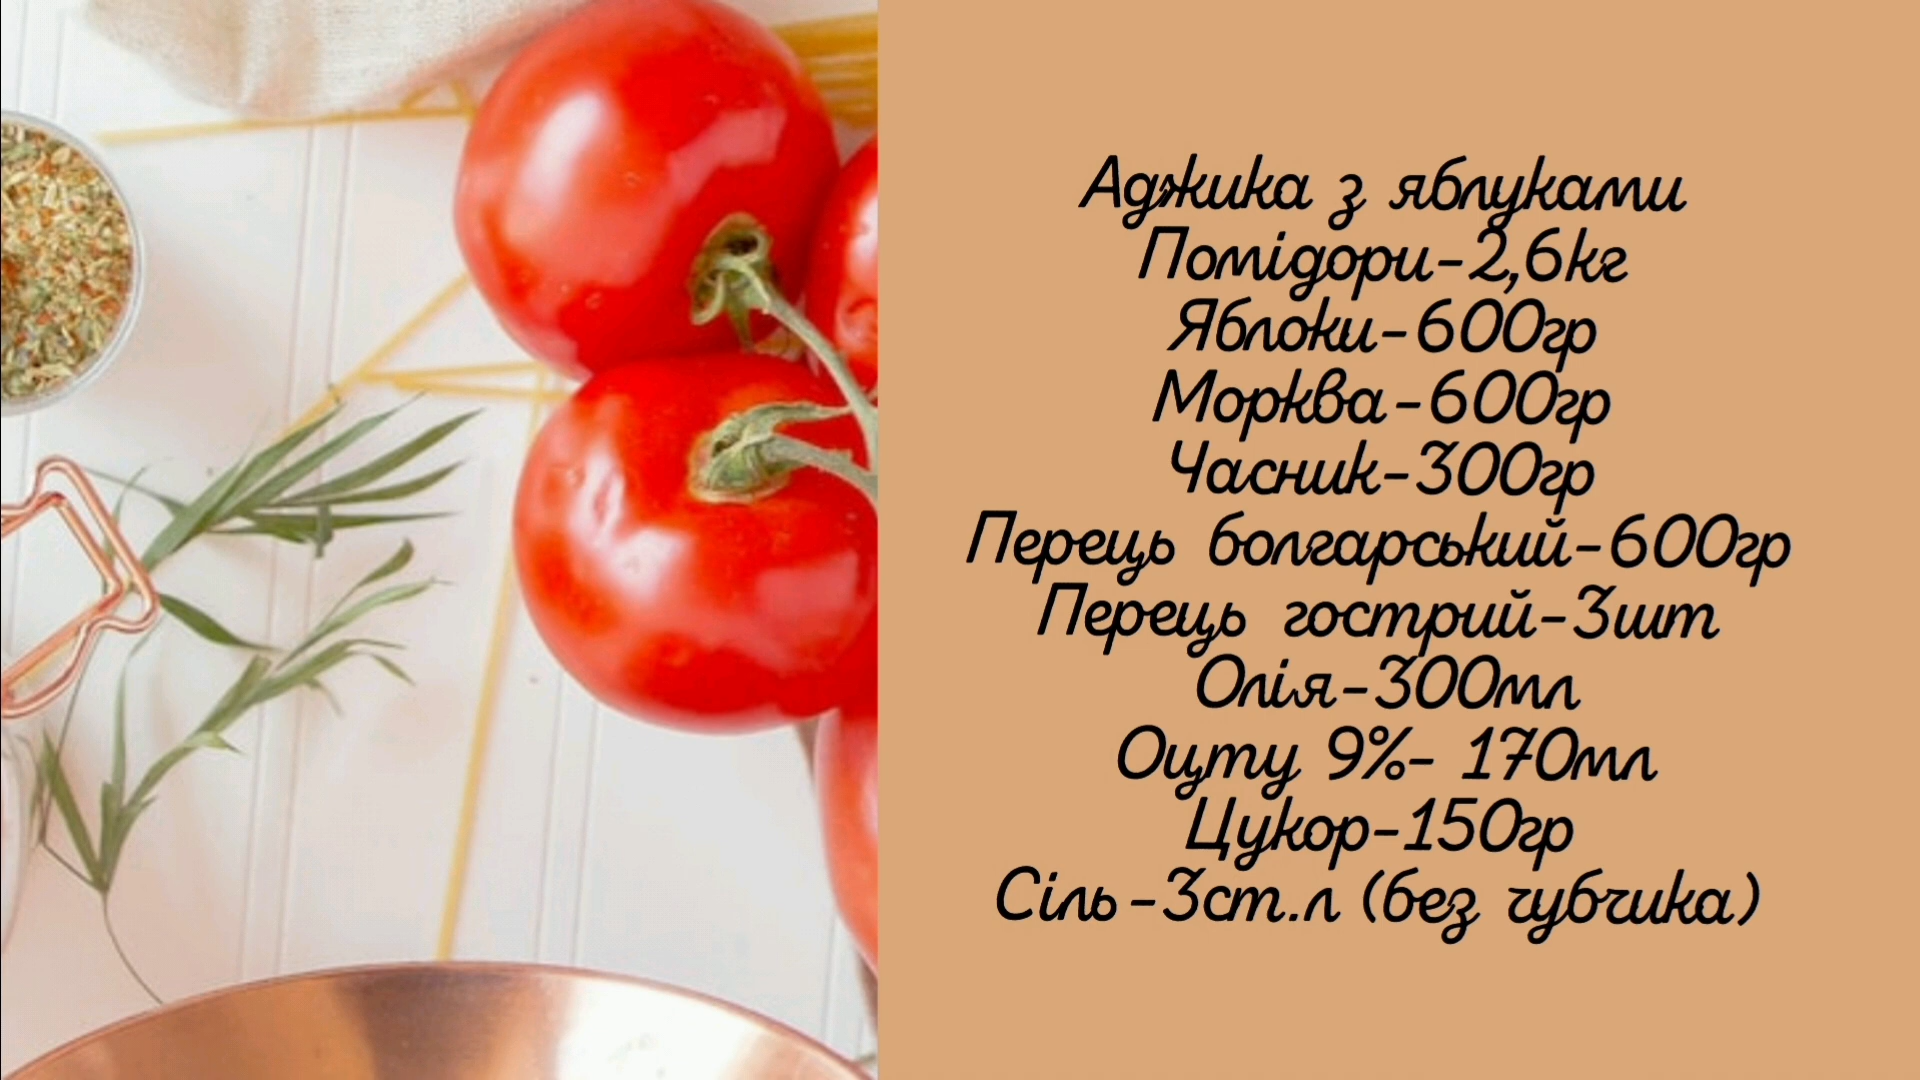 Аджика з яблуками
Помідори-2,6кг
Яблоки-600гр
Морква-600гр
Часник-300гр
Перець болгарський-600гр
Перець гострий-3шт
Олія-300мл
Оцту 9%- 170мл
Цукор-150гр
Сіль-3ст.л (без чубчика)